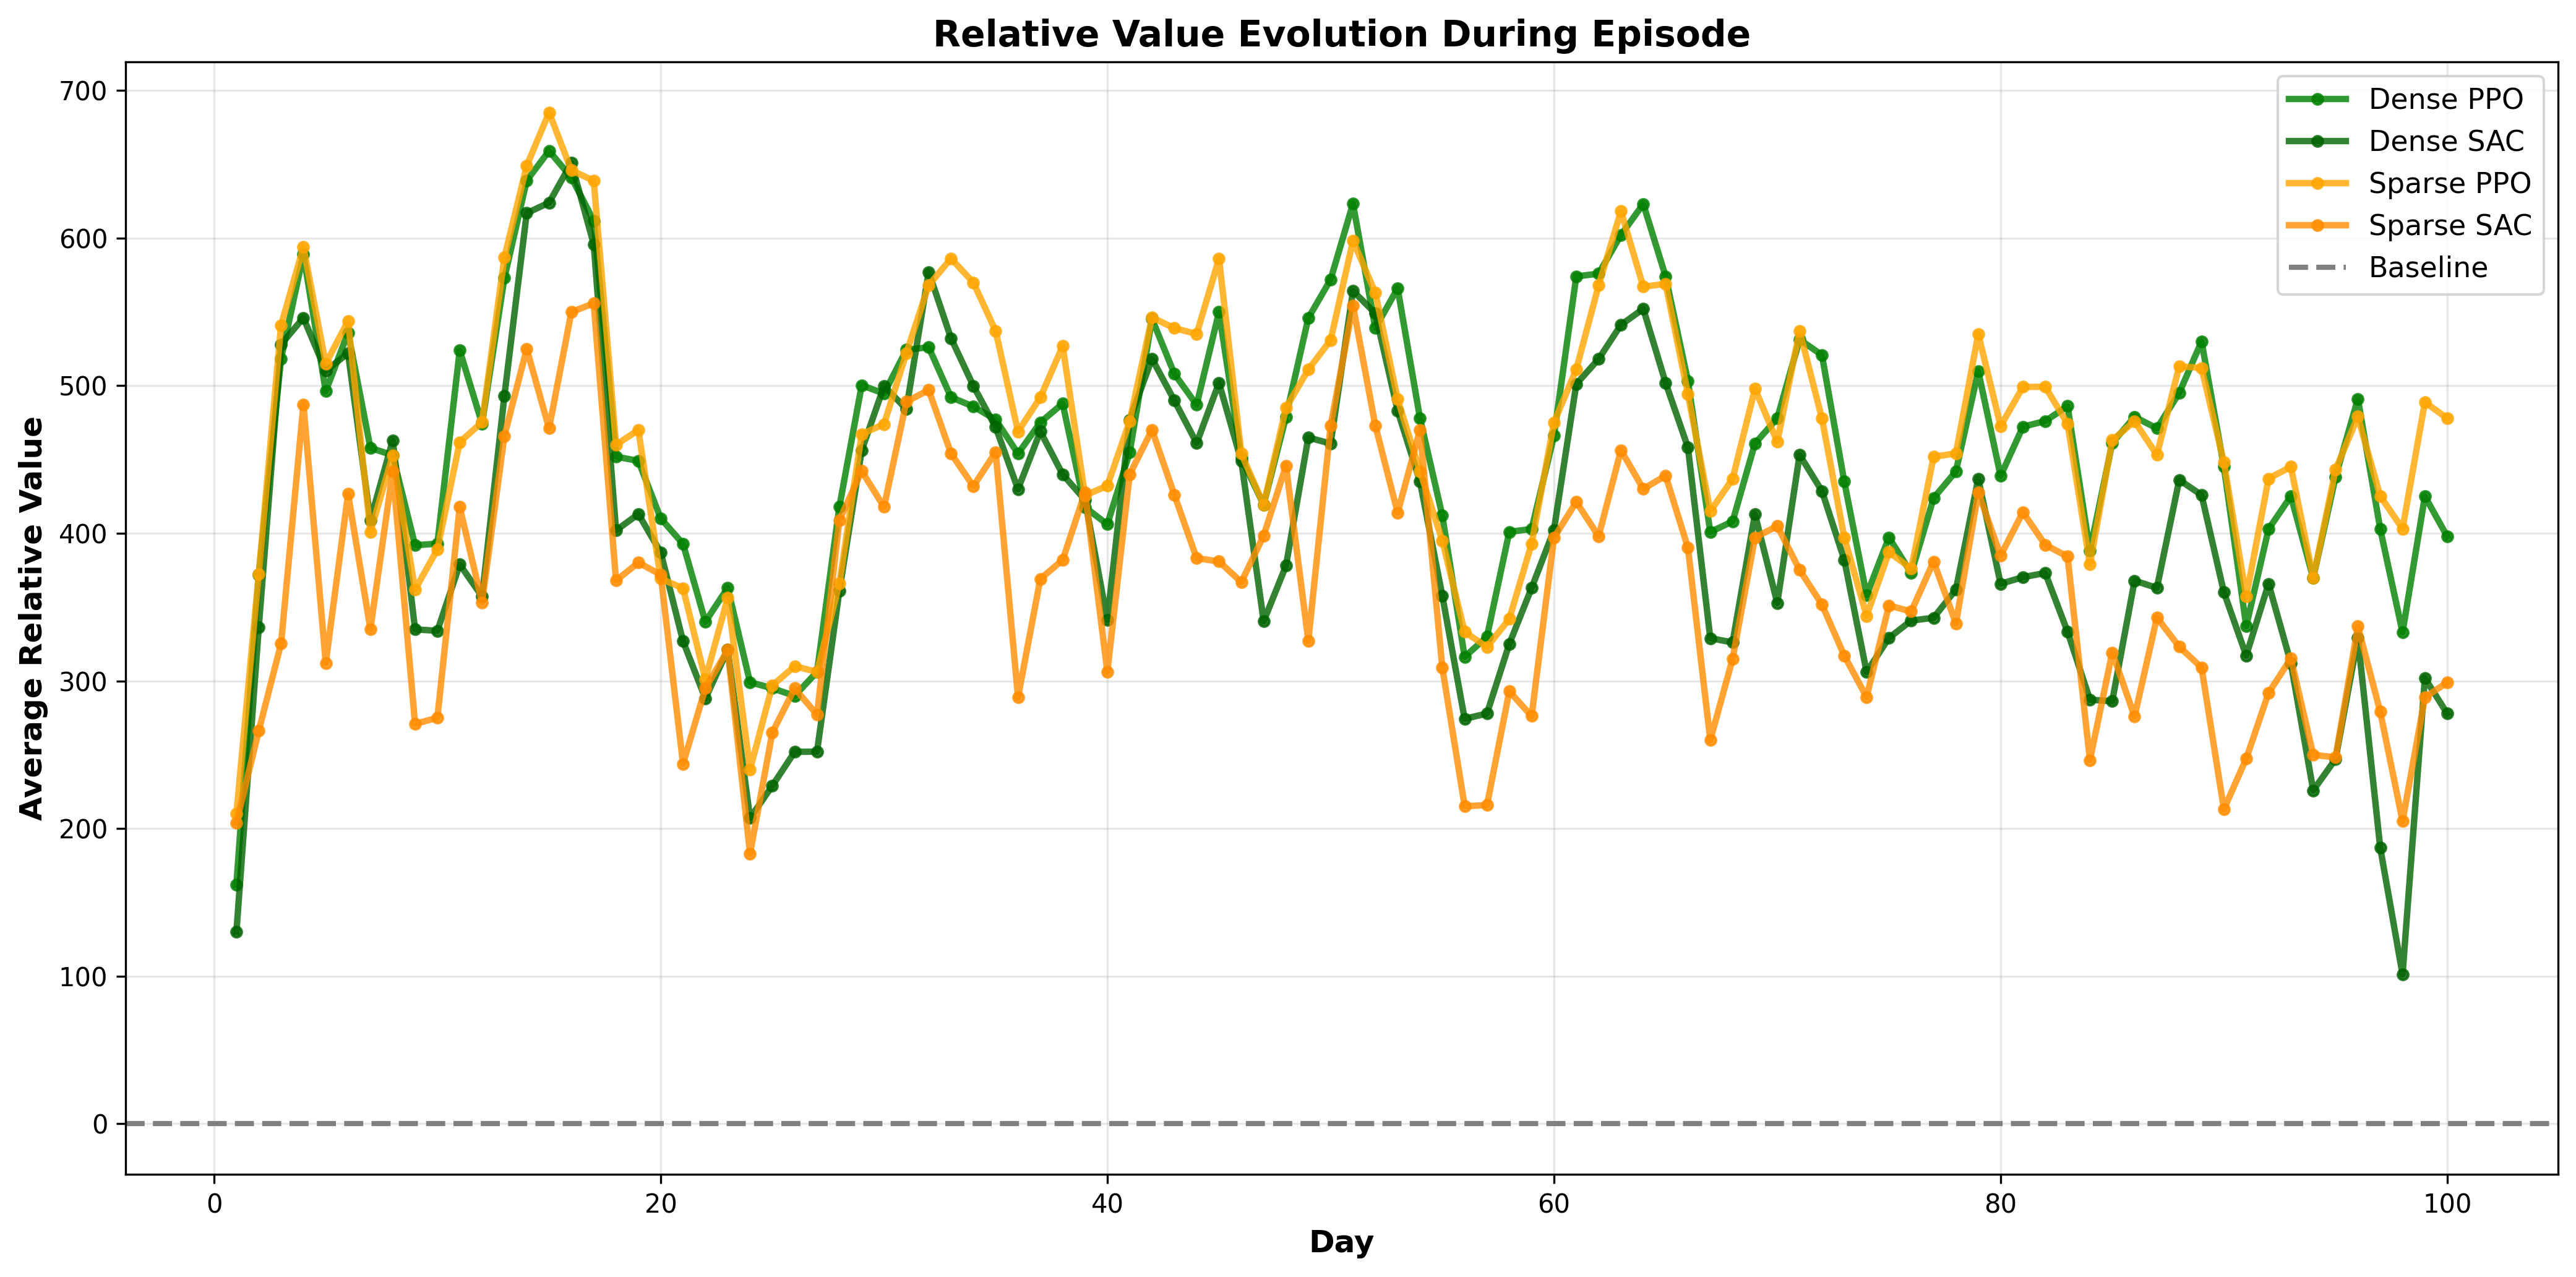 Relative Value Evolution During Episode
Dense PPO
Dense SAC
Sparse PPO
Sparse SAC
Baseline
Average Relative Value
700
600
500
400
300
200
100
0
0 20 40 60 80 100
Day